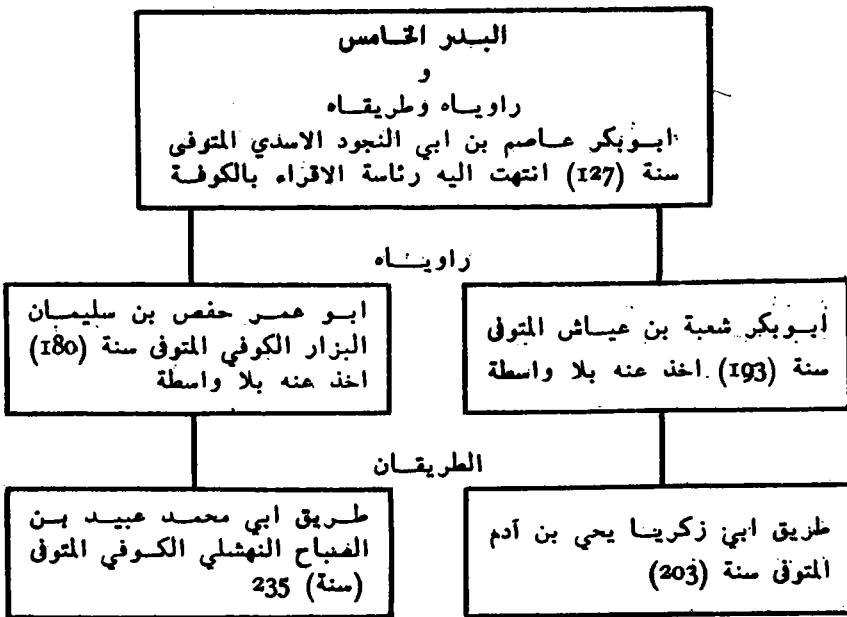 البدر الخامس
و
راوياه وطريقاه
ابوبكر عاصم بن ابي النجود الاسدي المتوفى
سنة (127) انتهت اليه رئاسة الاقراء بالكوفة
راوياه
ابوبكر شعبة بن عياش المتوفى
سنة (193) اخذ عنه بلا واسطة
ابو عمر حفص بن سليمان
البزار الكوفي المتوفى سنة (180)
اخذ عنه بلا واسطة
الطريقان
طريق ابي زكريا يحي بن آدم
المتوفى سنة (203)
طريق ابي محمد عبيد بن
الصباح النهشلي الكوفي المتوفى
(سنة) 235